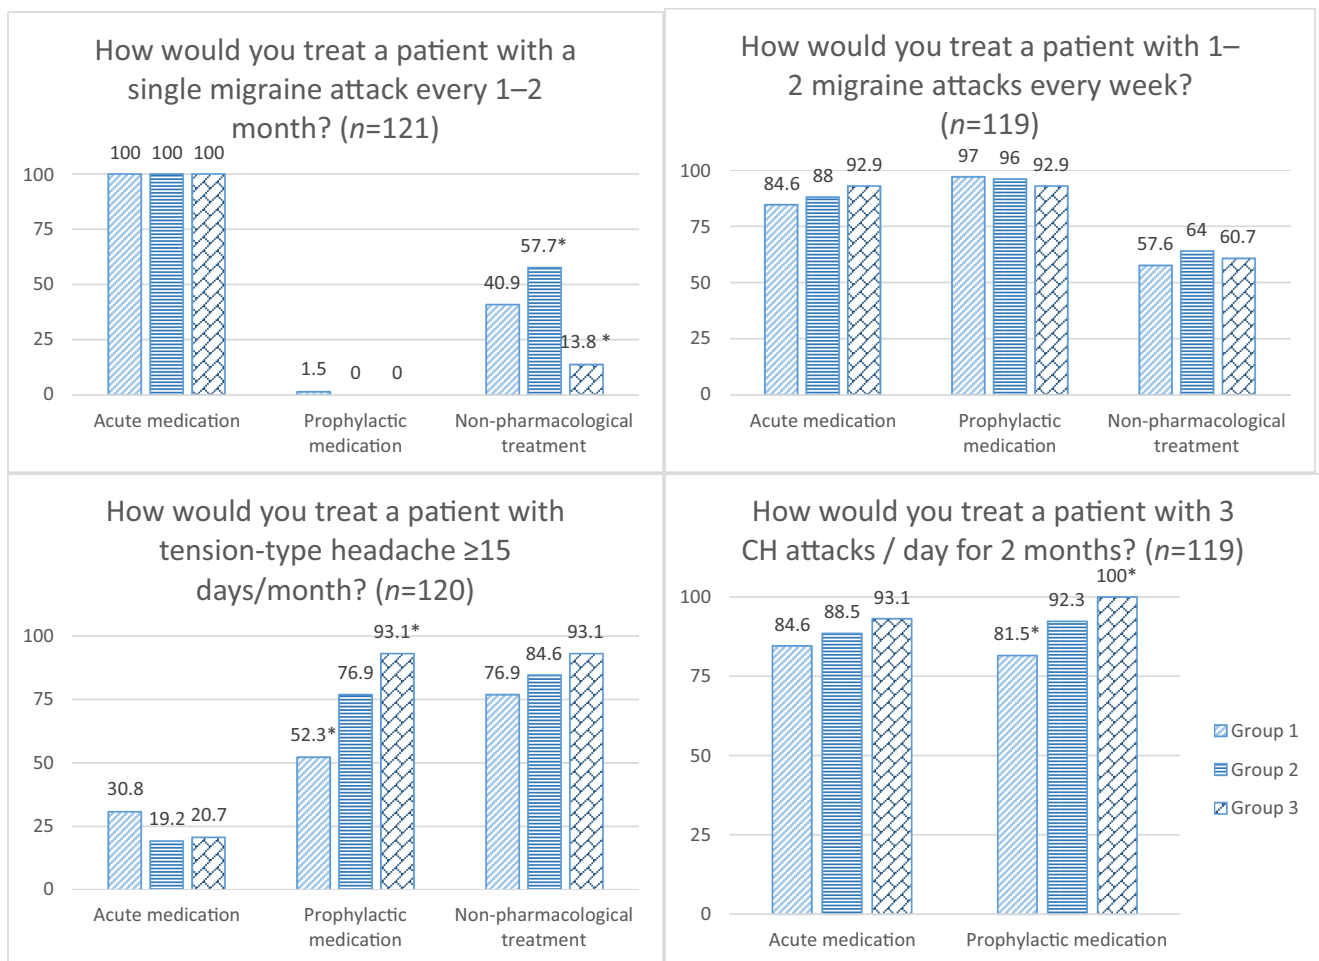 How would you treat a patient with a
single migraine attack every 1–2
month? (n=121)
100 100 100
100
75
50
25
0
1.5 0 0
40.9
57.7*
13.8 *
Acute medication
Prophylactic
medication
Non-pharmacological
treatment
How would you treat a patient with 1–
2 migraine attacks every week?
(n=119)
100
75
50
25
0
84.6 88 92.9
97 96 92.9
57.6 64 60.7
Acute medication
Prophylactic
medication
Non-pharmacological
treatment
How would you treat a patient with
tension-type headache ≥15
days/month? (n=120)
100
75
50
25
0
30.8
19.2 20.7
52.3*
76.9
93.1*
76.9
84.6
93.1
Acute medication
Prophylactic
medication
Non-pharmacological
treatment
How would you treat a patient with 3
CH attacks / day for 2 months? (n=119)
100
75
50
25
0
84.6 88.5 93.1
81.5*
92.3
100*
Acute medication
Prophylactic medication
Group 1
Group 2
Group 3